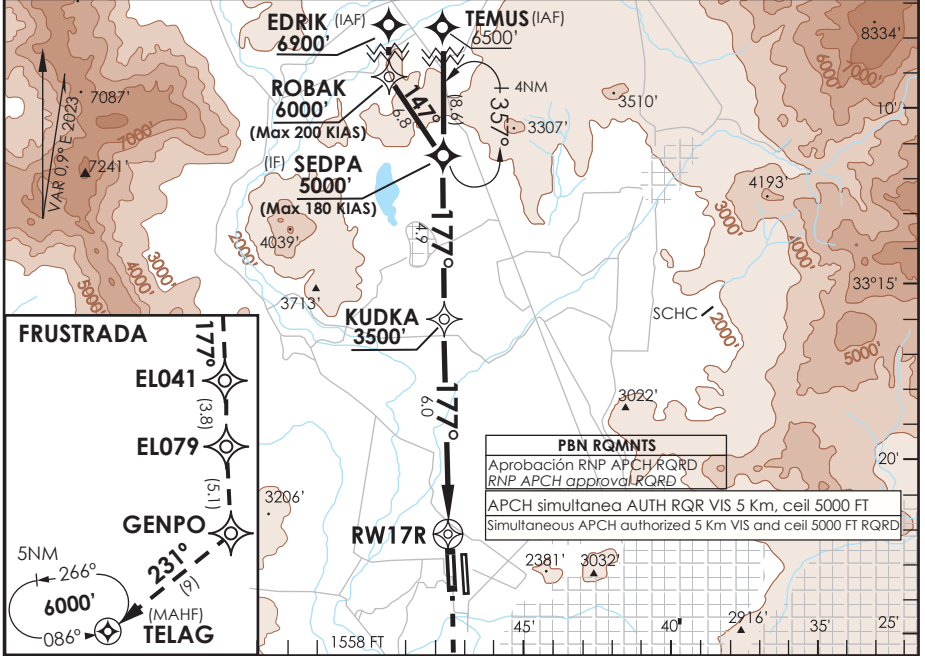 EDRIK (IAF)
6900'
TEMUS (IAF)
6500'
8334'
6000'
7000'
ROBAK
6000'
(Max 200 KIAS)
147°
6.8
(8.6)
4NM
357°
3510'
3307'
10'
VAR 0,9° E 2023
7087'
7000'
7241'
(IF) SEDPA
5000'
(Max 180 KIAS)
4193'
3000'
4000'
2000'
4039'
3713'
3000'
4000'
5000'
177°
4.9
33°15'
SCHC
2000'
5000'
KUDKA
3500'
3022'
177°
6.0
FRUSTRADA
177°
EL041
(3.8)
EL079
(5.1)
GENPO
231°
(9)
5NM
266°
6000'
086°
(MAHF)
TELAG
3206'
PBN RQMNTS
Aprobación RNP APCH RQRD
RNP APCH approval RQRD
20'
APCH simultanea AUTH RQR VIS 5 Km, ceil 5000 FT
Simultaneous APCH authorized 5 Km VIS and ceil 5000 FT RQRD
RW17R
2381'
3032'
2916'
1558 FT
45'
40'
35'
25'